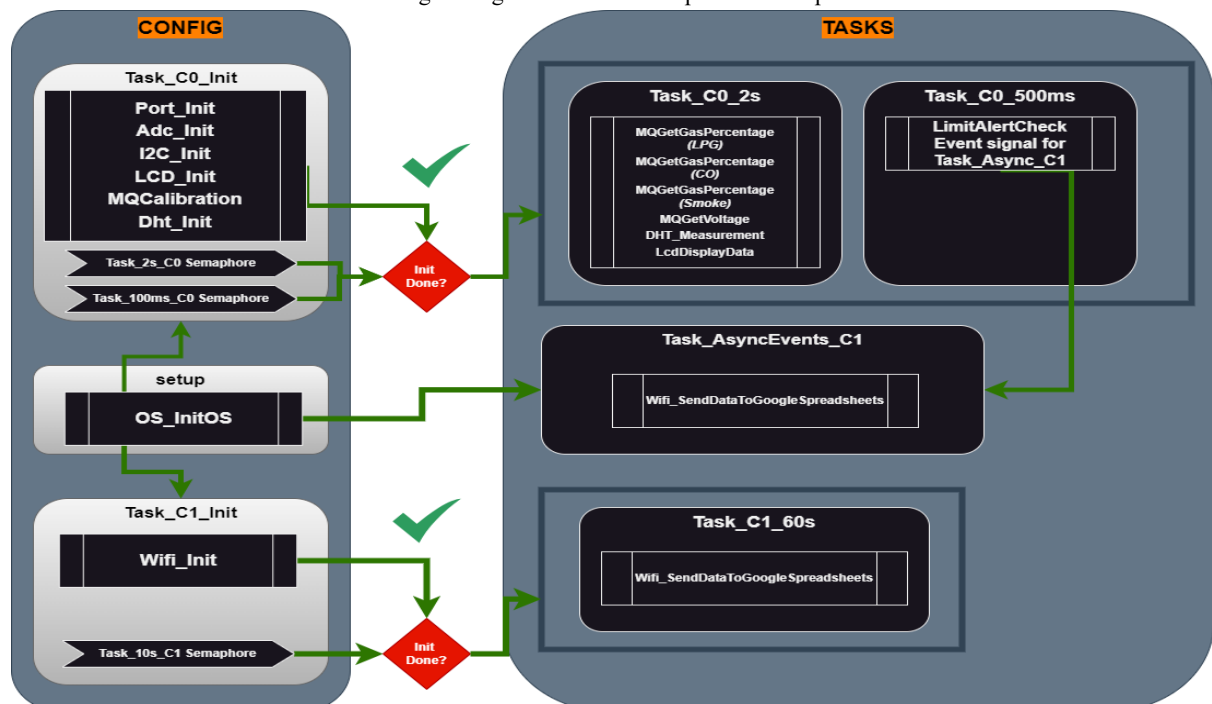 CONFIG
Task_C0_Init
Port_Init
Adc_Init
I2C_Init
LCD_Init
MQCalibration
Dht_Init
Task_2s_C0 Semaphore
Task_100ms_C0 Semaphore
setup
OS_InitOS
Task_C1_Init
Wifi_Init
Task_10s_C1 Semaphore
Init
Done?
Init
Done?
TASKS
Task_C0_2s
MQGetGasPercentage
(LPG)
MQGetGasPercentage
(CO)
MQGetGasPercentage
(Smoke)
MQGetVoltage
DHT_Measurement
LcdDisplayData
Task_C0_500ms
LimitAlertCheck
Event signal for
Task_Async_C1
Task_AsyncEvents_C1
Wifi_SendDataToGoogleSpreadsheets
Task_C1_60s
Wifi_SendDataToGoogleSpreadsheets